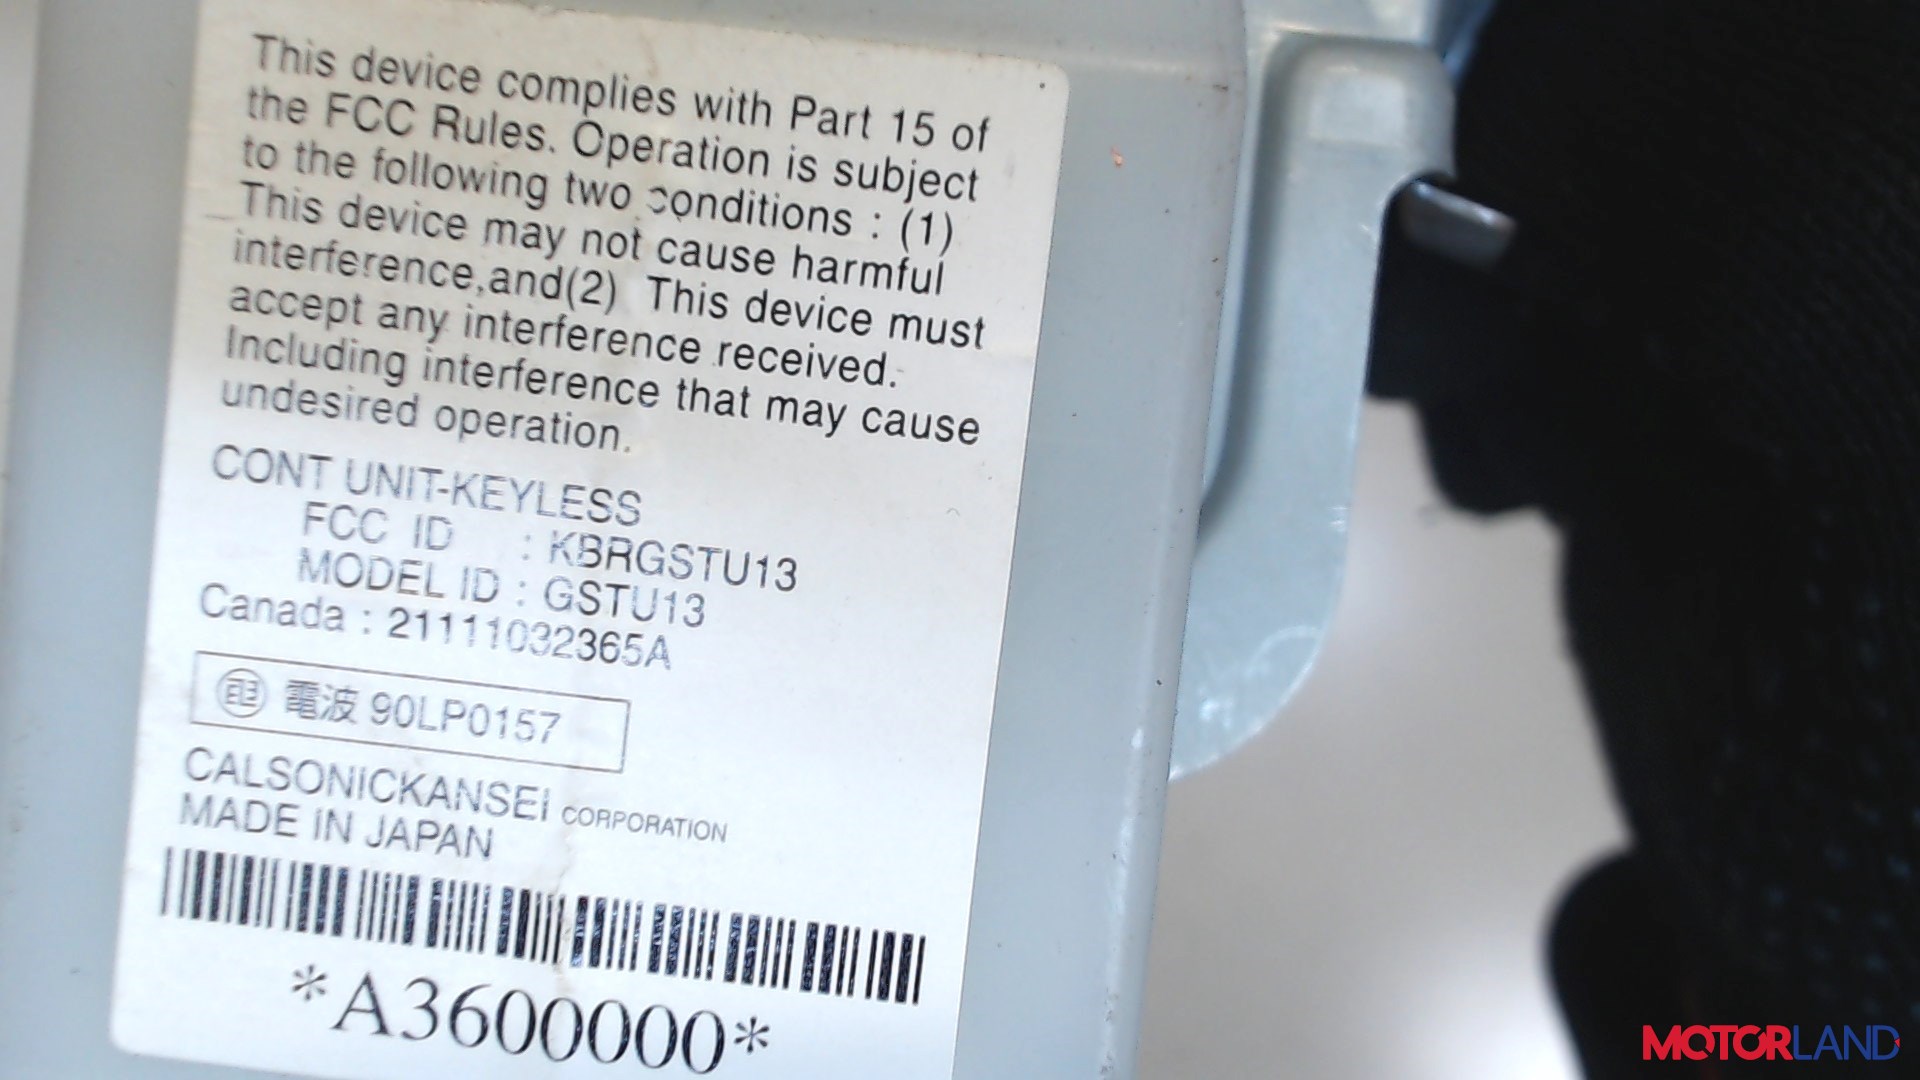 This device complies with Part 15 of
the FCC Rules. Operation is subject
to the following two conditions : (1)
This device may not cause harmful
interference,and(2) This device must
accept any interference received.
Including interference that may cause
undesired operation.
CONT UNIT-KEYLESS
FCC ID : KBRGSTU13
MODEL ID : GSTU13
Canada : 21111032365A
電波 90LP0157
CALSONICKANSEI CORPORATION
MADE IN JAPAN
*A3600000*
MOTORLAND